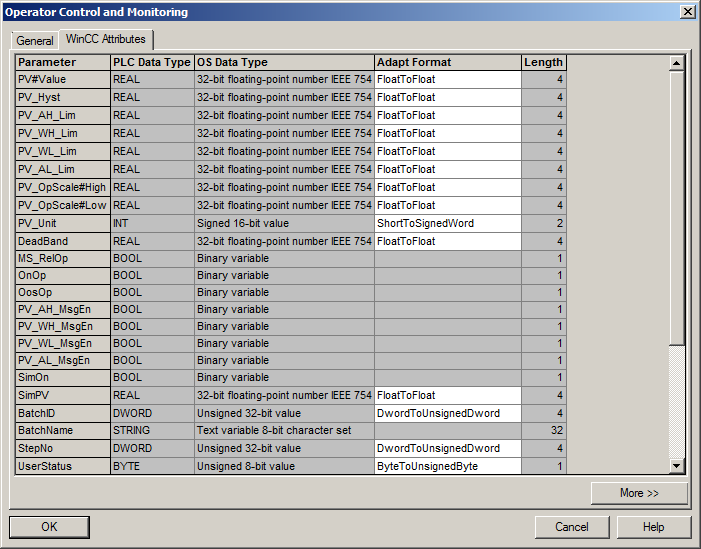 Operator Control and Monitoring
General WinCC Attributes
Parameter PLC Data Type OS Data Type Adapt Format Length
PV#Value REAL 32-bit floating-point number IEEE 754 FloatToFloat 4
PV_Hyst REAL 32-bit floating-point number IEEE 754 FloatToFloat 4
PV_AH_Lim REAL 32-bit floating-point number IEEE 754 FloatToFloat 4
PV_WH_Lim REAL 32-bit floating-point number IEEE 754 FloatToFloat 4
PV_WL_Lim REAL 32-bit floating-point number IEEE 754 FloatToFloat 4
PV_AL_Lim REAL 32-bit floating-point number IEEE 754 FloatToFloat 4
PV_OpScale#High REAL 32-bit floating-point number IEEE 754 FloatToFloat 4
PV_OpScale#Low REAL 32-bit floating-point number IEEE 754 FloatToFloat 4
PV_Unit INT Signed 16-bit value ShortToSignedWord 2
DeadBand REAL 32-bit floating-point number IEEE 754 FloatToFloat 4
MS_RelOp BOOL Binary variable 1
OnOp BOOL Binary variable 1
OosOp BOOL Binary variable 1
PV_AH_MsgEn BOOL Binary variable 1
PV_WH_MsgEn BOOL Binary variable 1
PV_WL_MsgEn BOOL Binary variable 1
PV_AL_MsgEn BOOL Binary variable 1
SimOn BOOL Binary variable 1
SimPV REAL 32-bit floating-point number IEEE 754 FloatToFloat 4
BatchID DWORD Unsigned 32-bit value DwordToUnsignedDword 4
BatchName STRING Text variable 8-bit character set 32
StepNo DWORD Unsigned 32-bit value DwordToUnsignedDword 4
UserStatus BYTE Unsigned 8-bit value ByteToUnsignedByte 1
More >>
OK Cancel Help